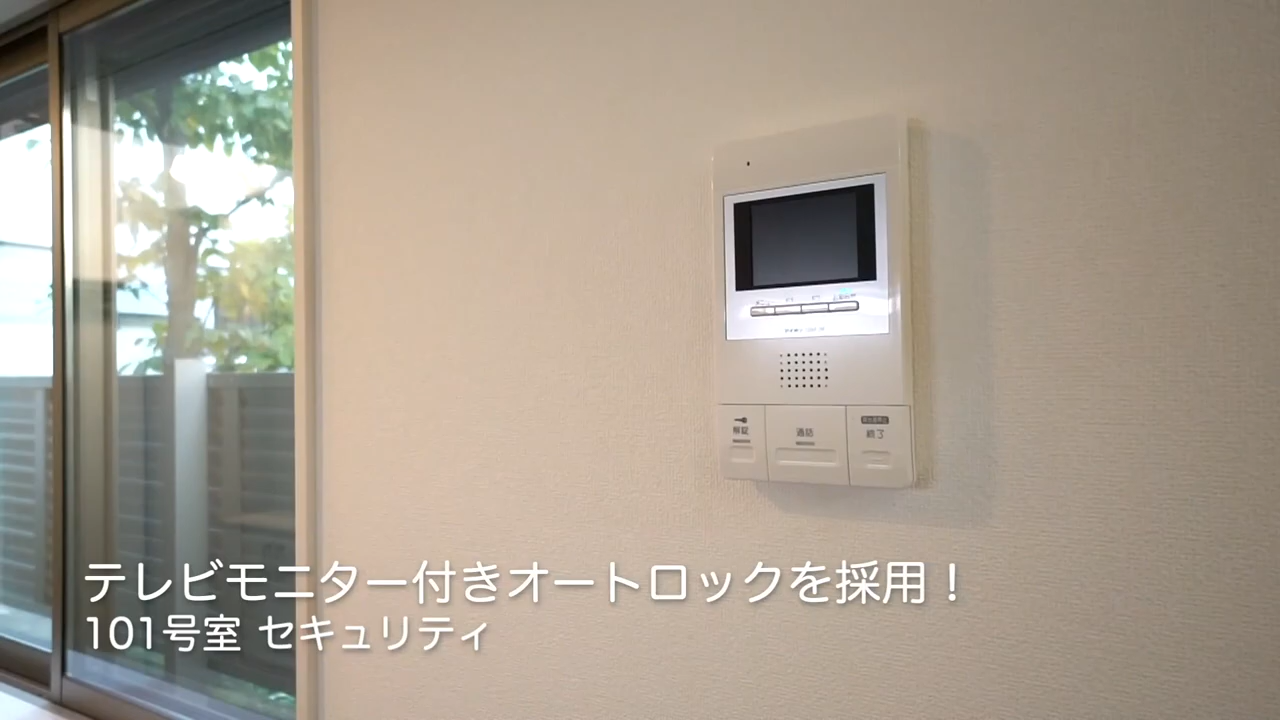 解錠
通話
終了
テレビモニター付きオートロックを採用！
101号室 セキュリティ